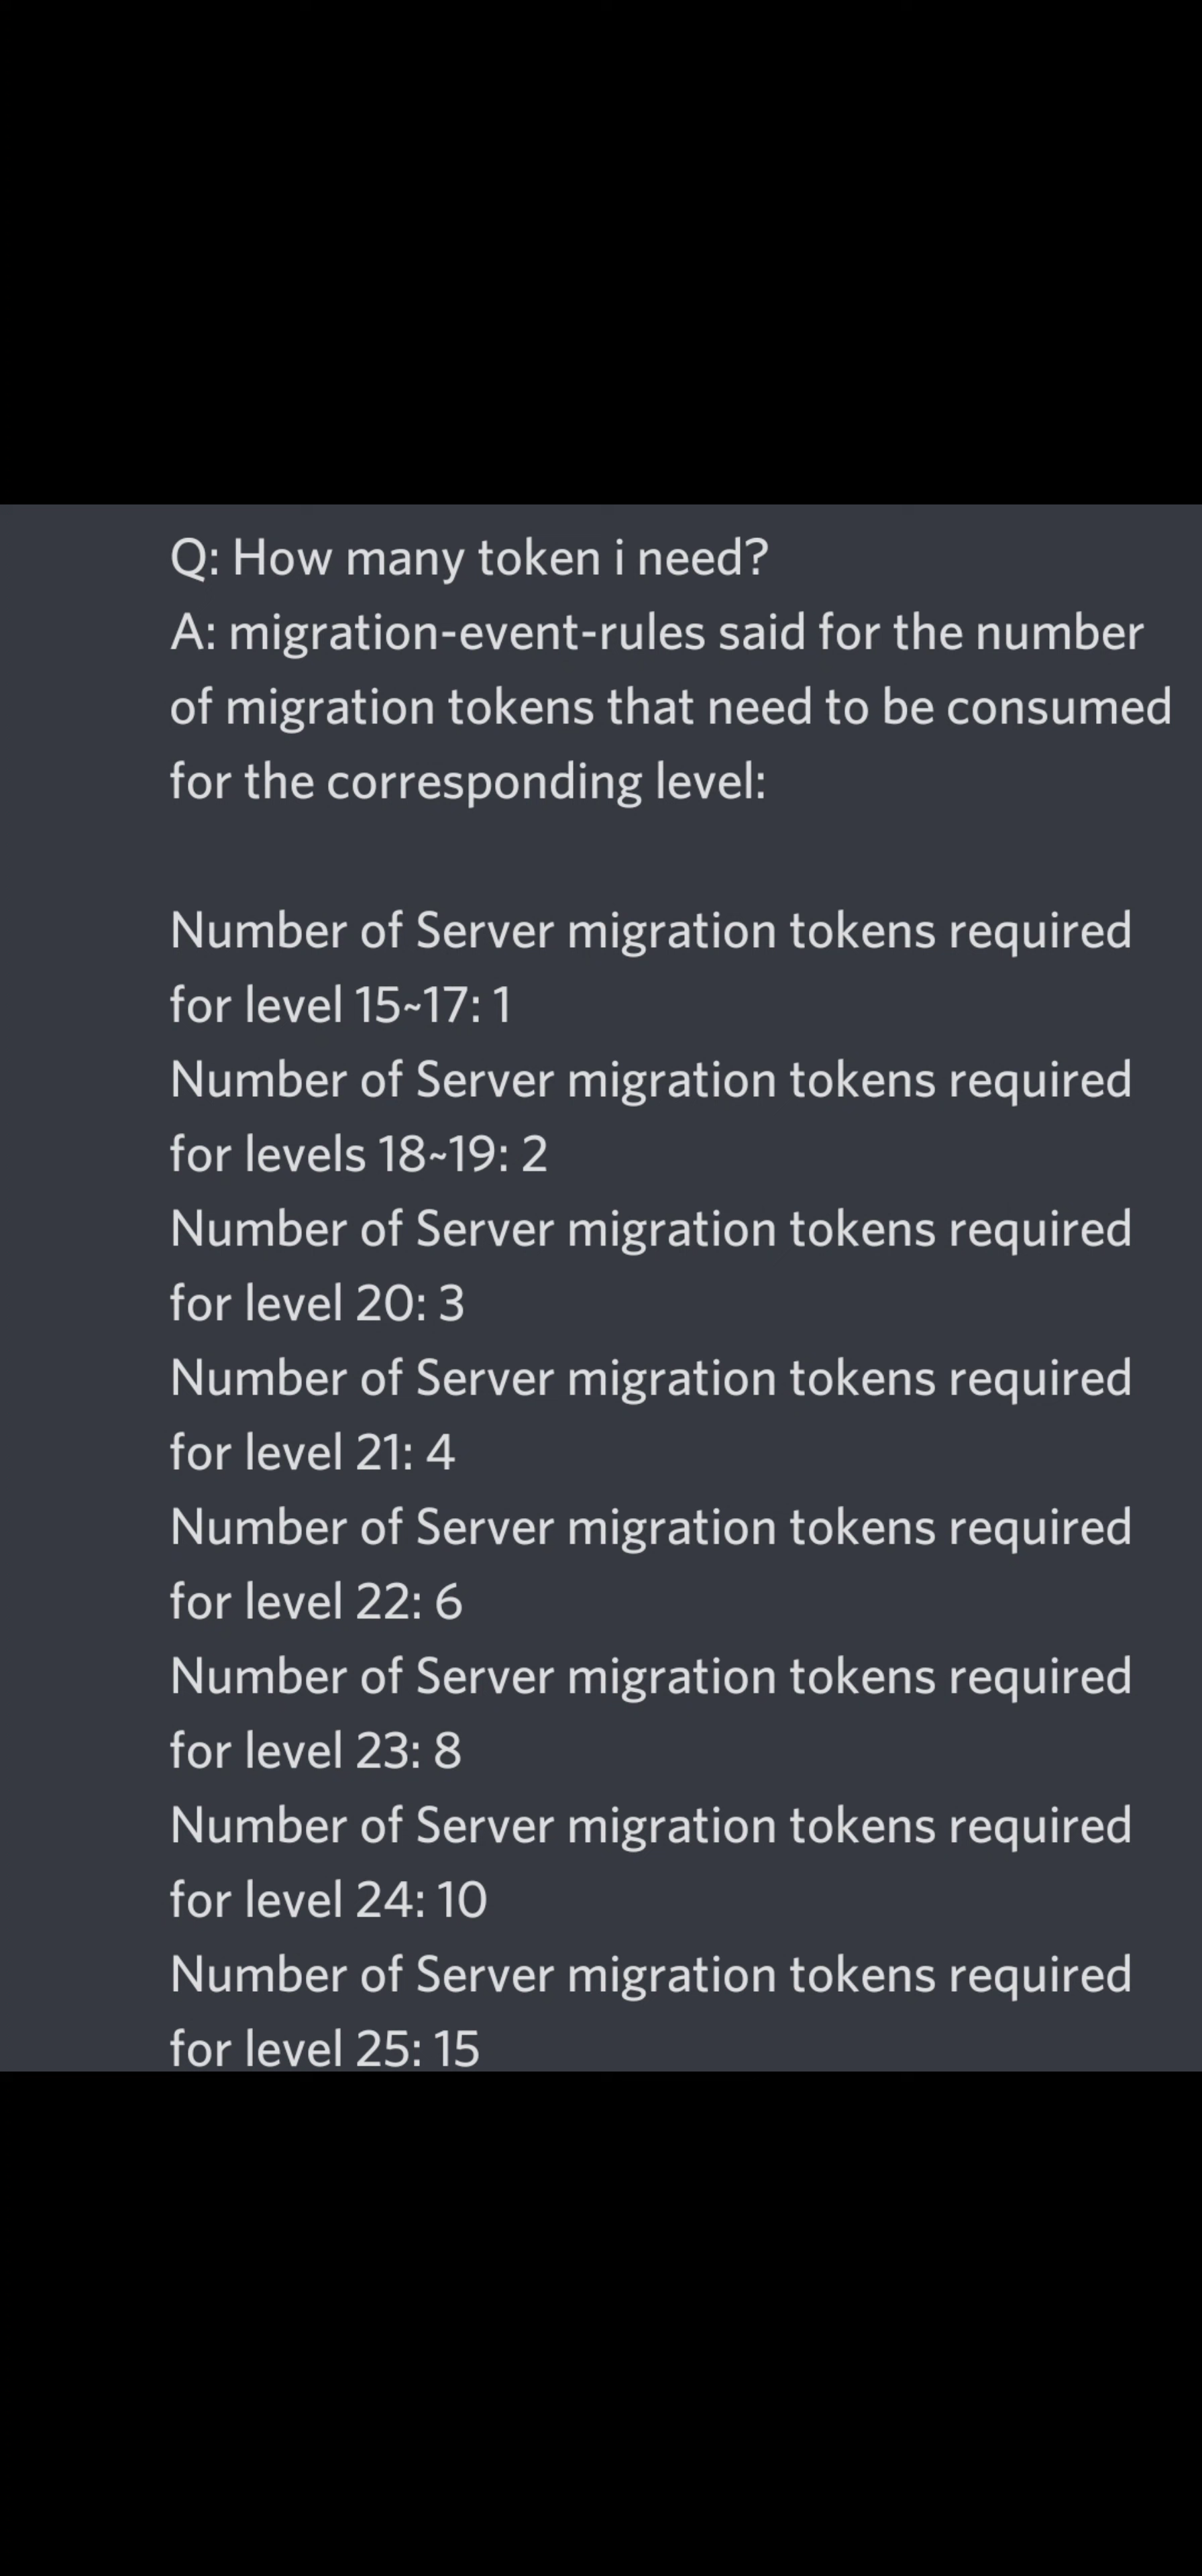 Q: How many token i need?
A: migration-event-rules said for the number
of migration tokens that need to be consumed
for the corresponding level:
Number of Server migration tokens required
for level 15~17: 1
Number of Server migration tokens required
for levels 18~19: 2
Number of Server migration tokens required
for level 20: 3
Number of Server migration tokens required
for level 21: 4
Number of Server migration tokens required
for level 22: 6
Number of Server migration tokens required
for level 23: 8
Number of Server migration tokens required
for level 24: 10
Number of Server migration tokens required
for level 25: 15